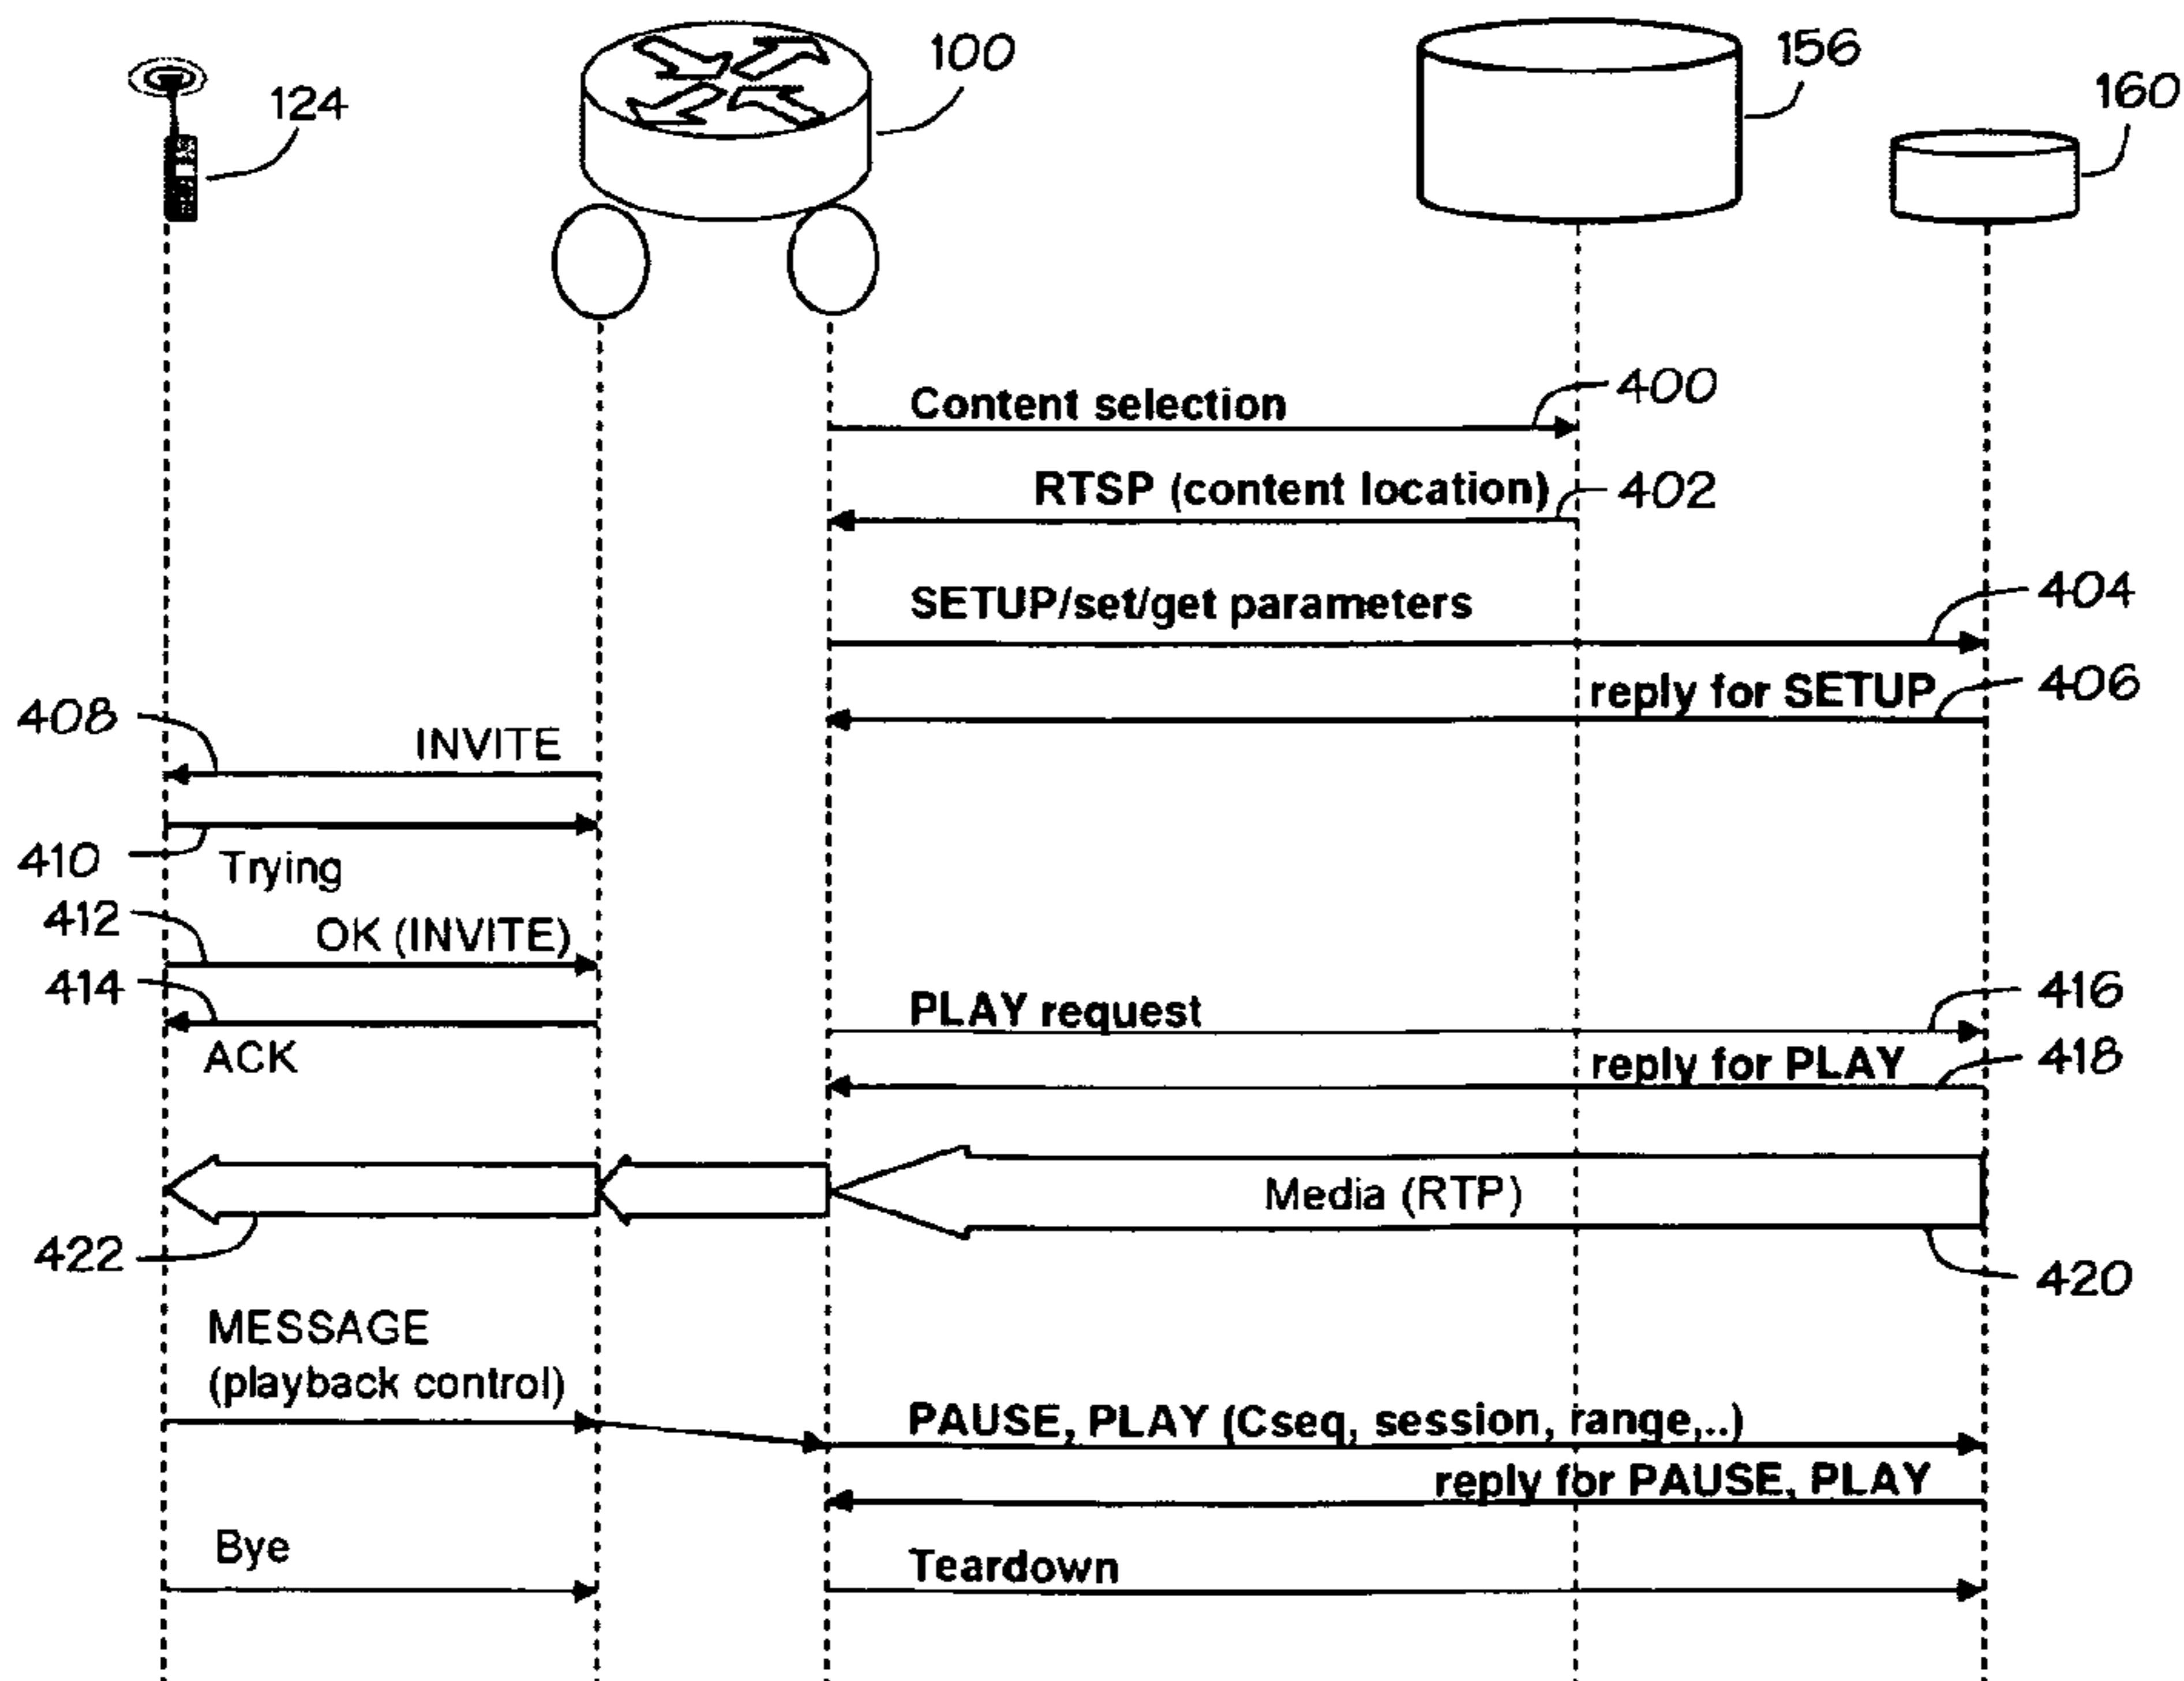 100
156
160
124
Content selection
400
RTSP (content location)
402
SETUP/set/get parameters
404
reply for SETUP
406
408
INVITE
410
Trying
412
OK (INVITE)
414
ACK
PLAY request
416
reply for PLAY
418
Media (RTP)
422
420
MESSAGE
(playback control)
PAUSE, PLAY (Cseq, session, range,..)
reply for PAUSE, PLAY
Bye
Teardown